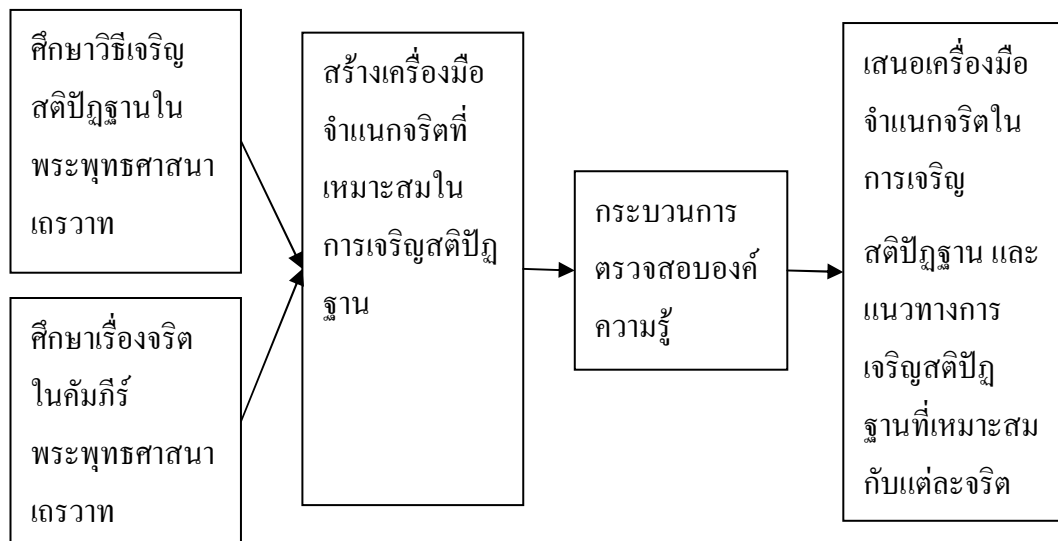 ศึกษาวิธีเจริญ
สติปัฏฐานใน
พระพุทธศาสนา
เถรวาท
ศึกษาเรื่องจริต
ในคัมภีร์
พระพุทธศาสนา
เถรวาท
สร้างเครื่องมือ
จำแนกจริตที่
เหมาะสมใน
การเจริญสติปัฏ
ฐาน
กระบวนการ
ตรวจสอบองค์
ความรู้
เสนอเครื่องมือ
จำแนกจริตใน
การเจริญ
สติปัฏฐาน และ
แนวทางการ
เจริญสติปัฏ
ฐานที่เหมาะสม
กับแต่ละจริต